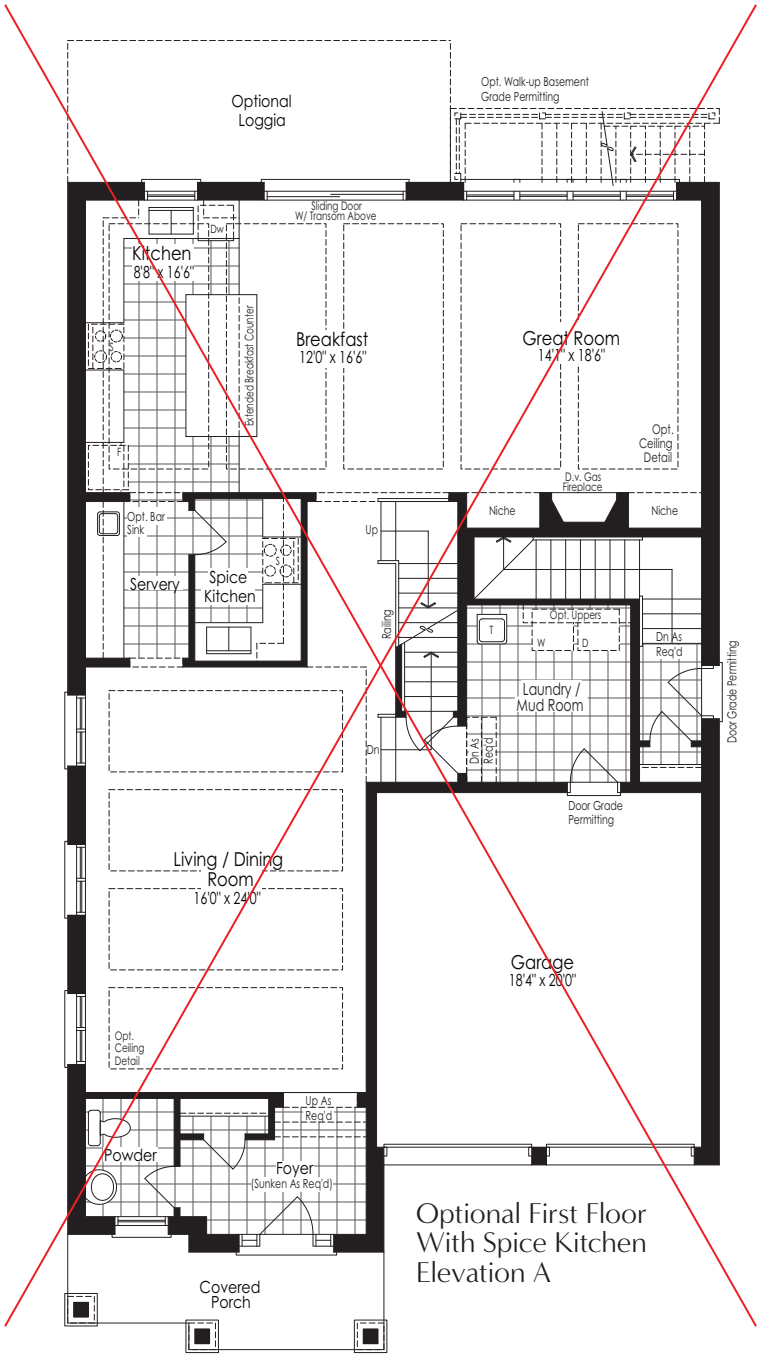 Optional
Loggia
Opt. Walk-up Basement
Grade Permitting
Sliding Door
W/ Transom Above
Dw
Kitchen
8'8" x 16'6"
Extended Breakfast Counter
Breakfast
12'0" x 16'6"
Great Room
14'1" x 18'6"
Opt.
Ceiling
Detail
S
F
D.v. Gas
Fireplace
Niche
Niche
Opt. Bar
Sink
Servery
Spice
Kitchen
S
Up
Railing
Opt. Uppers
T
W
D
Laundry /
Mud Room
Dn As
Req'd
Dn As
Req'd
Door Grade Permitting
Dn
Door Grade
Permitting
Living / Dining
Room
16'0" x 24'0"
Garage
18'4" x 20'0"
Opt.
Ceiling
Detail
Up As
Req'd
Powder
Foyer
(Sunken As Req'd)
Optional First Floor
With Spice Kitchen
Elevation A
Covered
Porch